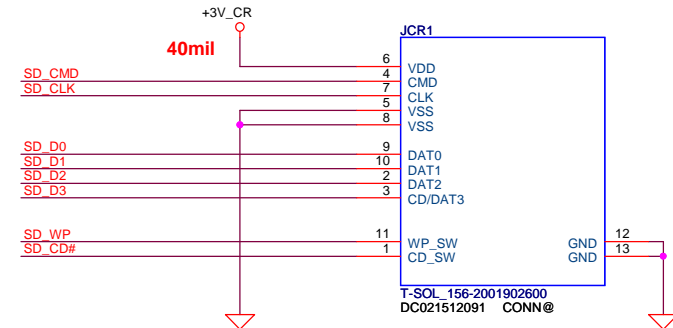 +3V_CR
JCR1
40mil
6 VDD
SD_CMD 4 CMD
SD_CLK 7 CLK
5 VSS
8 VSS
SD_D0 9 DAT0
SD_D1 10 DAT1
SD_D2 2 DAT2
SD_D3 3 CD/DAT3
SD_WP 11 WP_SW GND 12
SD_CD# 1 CD_SW GND 13
T-SOL_156-2001902600
DC021512091 CONN@